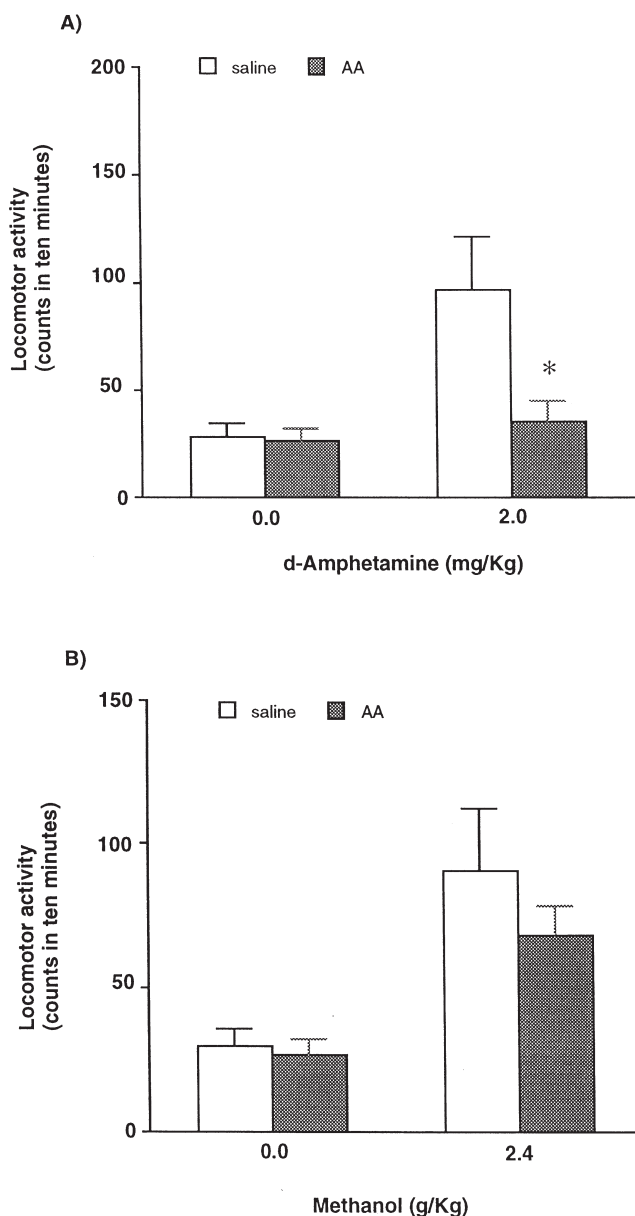 A)
200
saline AA
150
100
50
0
Locomotor activity
(counts in ten minutes)
*
0.0 2.0
d-Amphetamine (mg/Kg)
B)
150
saline AA
100
50
0
Locomotor activity
(counts in ten minutes)
0.0 2.4
Methanol (g/Kg)